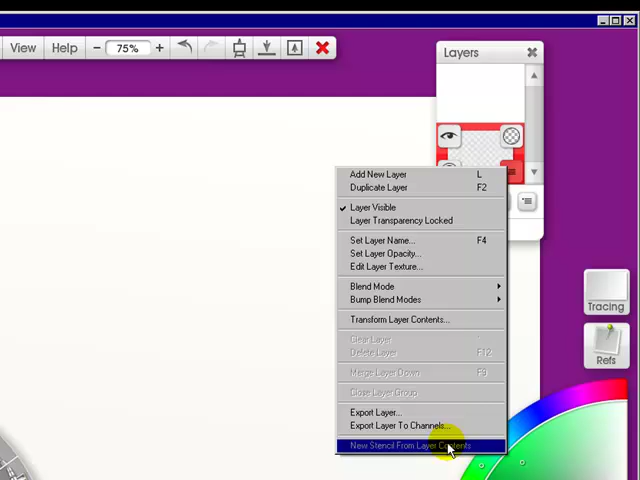 View Help 75%
Layers
Add New Layer L
Duplicate Layer F2
Layer Visible
Layer Transparency Locked
Set Layer Name... F4
Set Layer Opacity...
Edit Layer Texture...
Blend Mode
Bump Blend Modes
Transform Layer Contents...
Clear Layer
Delete Layer F12
Merge Layer Down F9
Close Layer Group
Export Layer...
Export Layer To Channels...
New Stencil From Layer Contents
Tracing
Refs